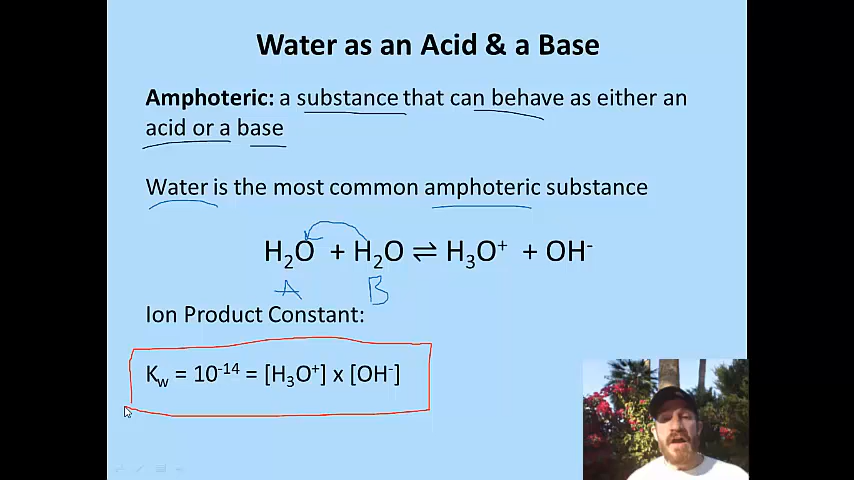 Water as an Acid & a Base
Amphoteric: a substance that can behave as either an
acid or a base
Water is the most common amphoteric substance
H₂O + H₂O ⇌ H₃O⁺ + OH⁻
A B
Ion Product Constant:
K_w = 10⁻¹⁴ = [H₃O⁺] x [OH⁻]